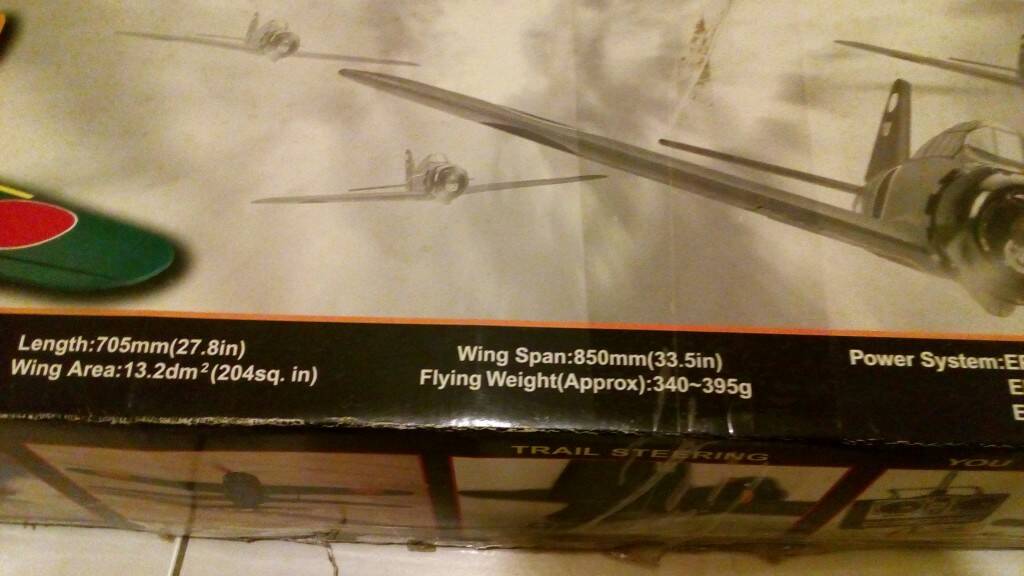 Length:705mm(27.8in)
Wing Area:13.2dm²(204sq. in)
Wing Span:850mm(33.5in)
Flying Weight(Approx):340~395g
Power System:
TRAIL STEERING
YOU